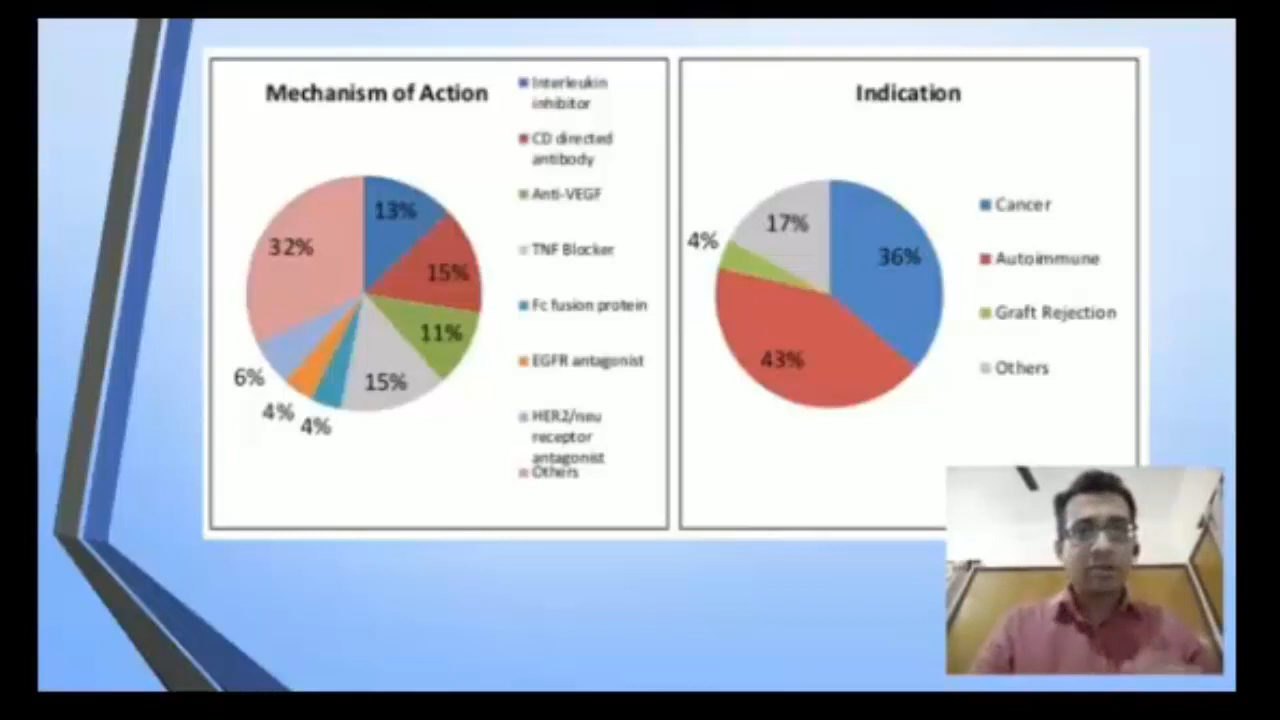 Mechanism of Action
Interleukin
inhibitor
CD directed
antibody
Anti-VEGF
TNF Blocker
Fc fusion protein
EGFR antagonist
HER2/neu
receptor
antagonist
Others
13%
15%
11%
15%
4%
4%
6%
32%
Indication
Cancer
Autoimmune
Graft Rejection
Others
36%
43%
4%
17%